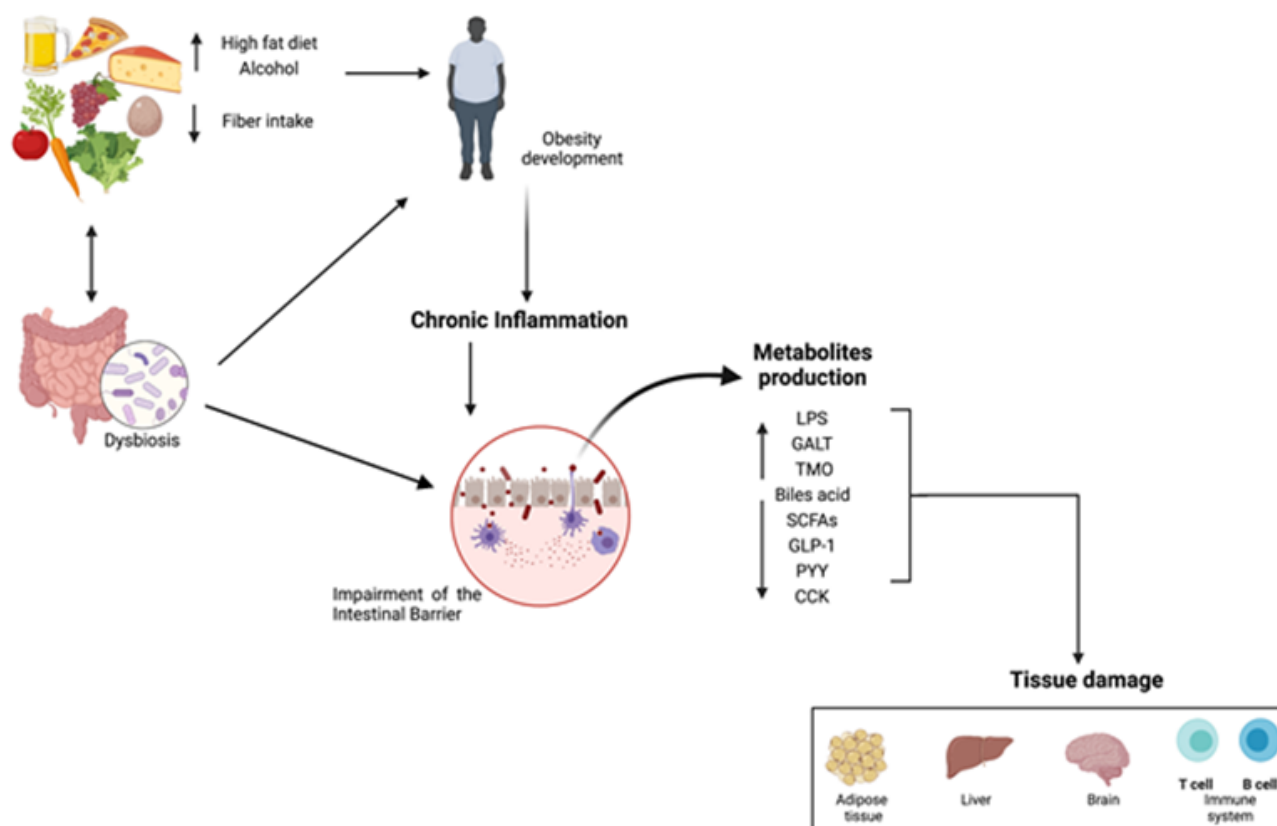 High fat diet
Alcohol
Fiber intake
Obesity
development
Dysbiosis
Chronic Inflammation
Impairment of the
Intestinal Barrier
Metabolites
production
LPS
GALT
TMO
Biles acid
SCFAs
GLP-1
PYY
CCK
Tissue damage
Adipose
tissue
Liver
Brain
T cell
B cell
Immune
system